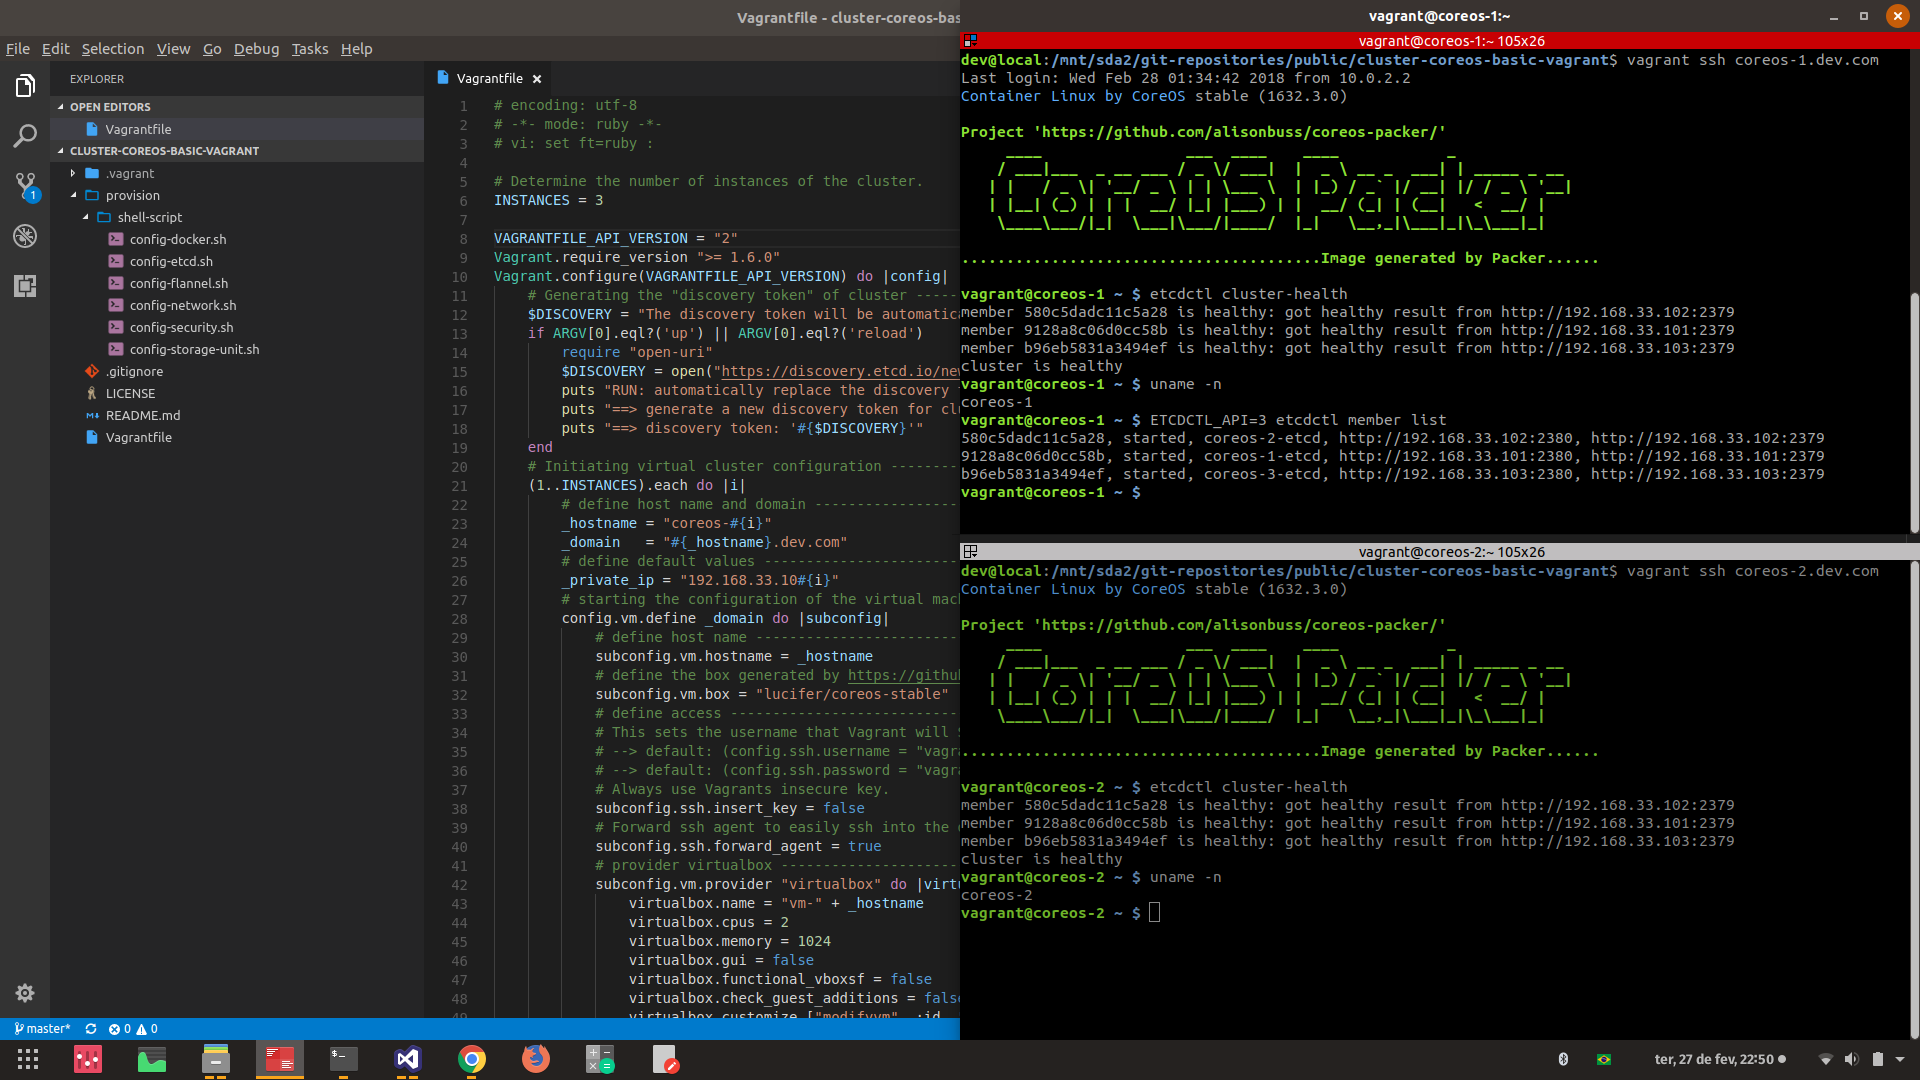 Vagrantfile - cluster-coreos-bas
File Edit Selection View Go Debug Tasks Help
EXPLORER
OPEN EDITORS
Vagrantfile
CLUSTER-COREOS-BASIC-VAGRANT
.vagrant
provision
shell-script
config-docker.sh
config-etcd.sh
config-flannel.sh
config-network.sh
config-security.sh
config-storage-unit.sh
.gitignore
LICENSE
README.md
Vagrantfile
1
Vagrantfile ×
1 # encoding: utf-8
2 # -*- mode: ruby -*-
3 # vi: set ft=ruby :
4
5 # Determine the number of instances of the cluster.
6 INSTANCES = 3
7
8 VAGRANTFILE_API_VERSION = "2"
9 Vagrant.require_version ">= 1.6.0"
10 Vagrant.configure(VAGRANTFILE_API_VERSION) do |config|
11 # Generating the "discovery token" of cluster -----
12 $DISCOVERY = "The discovery token will be automatica
13 if ARGV[0].eql?('up') || ARGV[0].eql?('reload')
14 require "open-uri"
15 $DISCOVERY = open("https://discovery.etcd.io/new
16 puts "RUN: automatically replace the discovery
17 puts "==> generate a new discovery token for clu
18 puts "==> discovery token: '#{$DISCOVERY}'"
19 end
20 # Initiating virtual cluster configuration --------
21 (1..INSTANCES).each do |i|
22 # define host name and domain -----------------
23 _hostname = "coreos-#{i}"
24 _domain   = "#{_hostname}.dev.com"
25 # define default values -----------------------
26 _private_ip = "192.168.33.10#{i}"
27 # starting the configuration of the virtual mach
28 config.vm.define _domain do |subconfig|
29 # define host name ------------------------
30 subconfig.vm.hostname = _hostname
31 # define the box generated by https://github
32 subconfig.vm.box = "lucifer/coreos-stable"
33 # define access ---------------------------
34 # This sets the username that Vagrant will S
35 # --> default: (config.ssh.username = "vagra
36 # --> default: (config.ssh.password = "vagra
37 # Always use Vagrants insecure key.
38 subconfig.ssh.insert_key = false
39 # Forward ssh agent to easily ssh into the
40 subconfig.ssh.forward_agent = true
41 # provider virtualbox ---------------------
42 subconfig.vm.provider "virtualbox" do |virtu
43 virtualbox.name = "vm-" + _hostname
44 virtualbox.cpus = 2
45 virtualbox.memory = 1024
46 virtualbox.gui = false
47 virtualbox.functional_vboxsf = false
48 virtualbox.check_guest_additions = false
49 virtualbox.customize ["modifyvm", :id
master* 0 0
vagrant@coreos-1:~
vagrant@coreos-1:~ 105x26
dev@local:/mnt/sda2/git-repositories/public/cluster-coreos-basic-vagrant$ vagrant ssh coreos-1.dev.com
Last login: Wed Feb 28 01:34:42 2018 from 10.0.2.2
Container Linux by CoreOS stable (1632.3.0)
Project 'https://github.com/alisonbuss/coreos-packer/'
CoreOS Packer
........................................Image generated by Packer......
vagrant@coreos-1 ~ $ etcdctl cluster-health
member 580c5dadc11c5a28 is healthy: got healthy result from http://192.168.33.102:2379
member 9128a8c06d0cc58b is healthy: got healthy result from http://192.168.33.101:2379
member b96eb5831a3494ef is healthy: got healthy result from http://192.168.33.103:2379
cluster is healthy
vagrant@coreos-1 ~ $ uname -n
coreos-1
vagrant@coreos-1 ~ $ ETCDCTL_API=3 etcdctl member list
580c5dadc11c5a28, started, coreos-2-etcd, http://192.168.33.102:2380, http://192.168.33.102:2379
9128a8c06d0cc58b, started, coreos-1-etcd, http://192.168.33.101:2380, http://192.168.33.101:2379
b96eb5831a3494ef, started, coreos-3-etcd, http://192.168.33.103:2380, http://192.168.33.103:2379
vagrant@coreos-1 ~ $
vagrant@coreos-2:~ 105x26
dev@local:/mnt/sda2/git-repositories/public/cluster-coreos-basic-vagrant$ vagrant ssh coreos-2.dev.com
Container Linux by CoreOS stable (1632.3.0)
Project 'https://github.com/alisonbuss/coreos-packer/'
CoreOS Packer
........................................Image generated by Packer......
vagrant@coreos-2 ~ $ etcdctl cluster-health
member 580c5dadc11c5a28 is healthy: got healthy result from http://192.168.33.102:2379
member 9128a8c06d0cc58b is healthy: got healthy result from http://192.168.33.101:2379
member b96eb5831a3494ef is healthy: got healthy result from http://192.168.33.103:2379
cluster is healthy
vagrant@coreos-2 ~ $ uname -n
coreos-2
vagrant@coreos-2 ~ $
ter, 27 de fev, 22:50